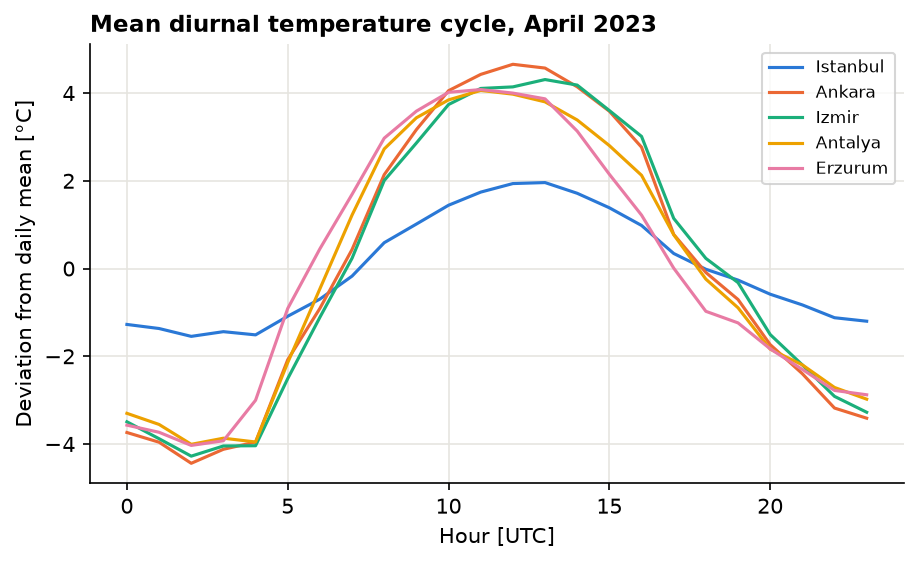 Mean diurnal temperature cycle, April 2023
Deviation from daily mean [°C]
4
2
0
−2
−4
0
5
10
15
20
Hour [UTC]
Istanbul
Ankara
Izmir
Antalya
Erzurum